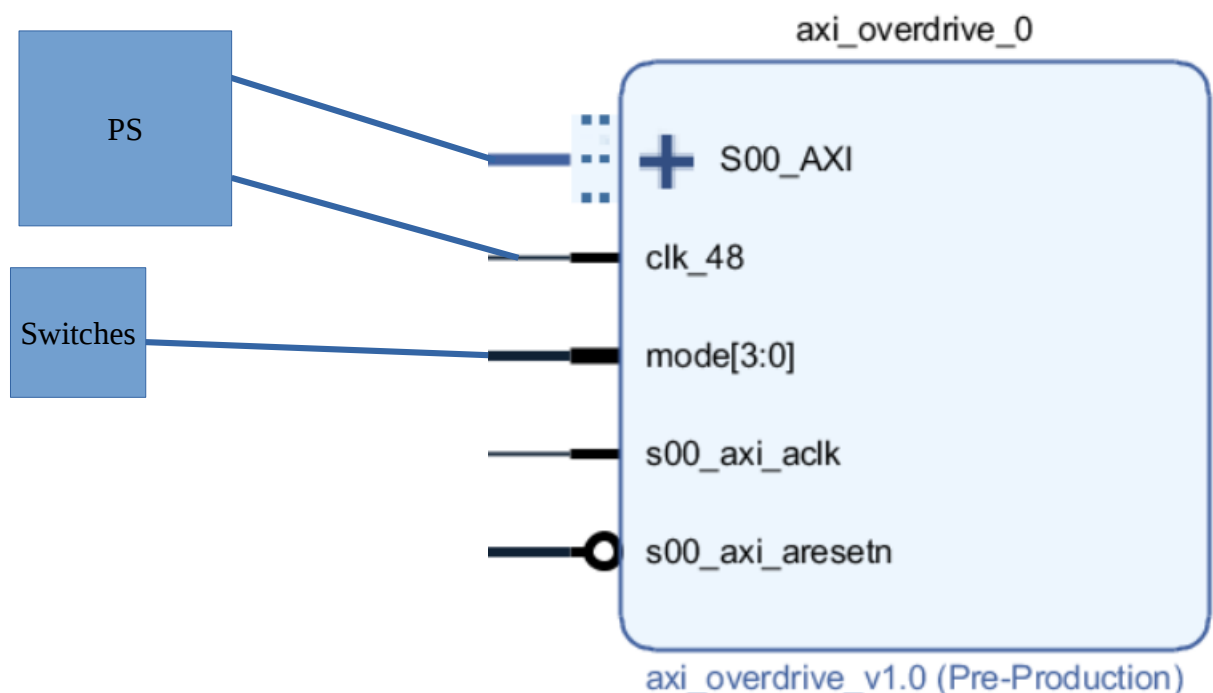 axi_overdrive_0
PS
S00_AXI
clk_48
Switches
mode[3:0]
s00_axi_aclk
s00_axi_aresetn
axi_overdrive_v1.0 (Pre-Production)